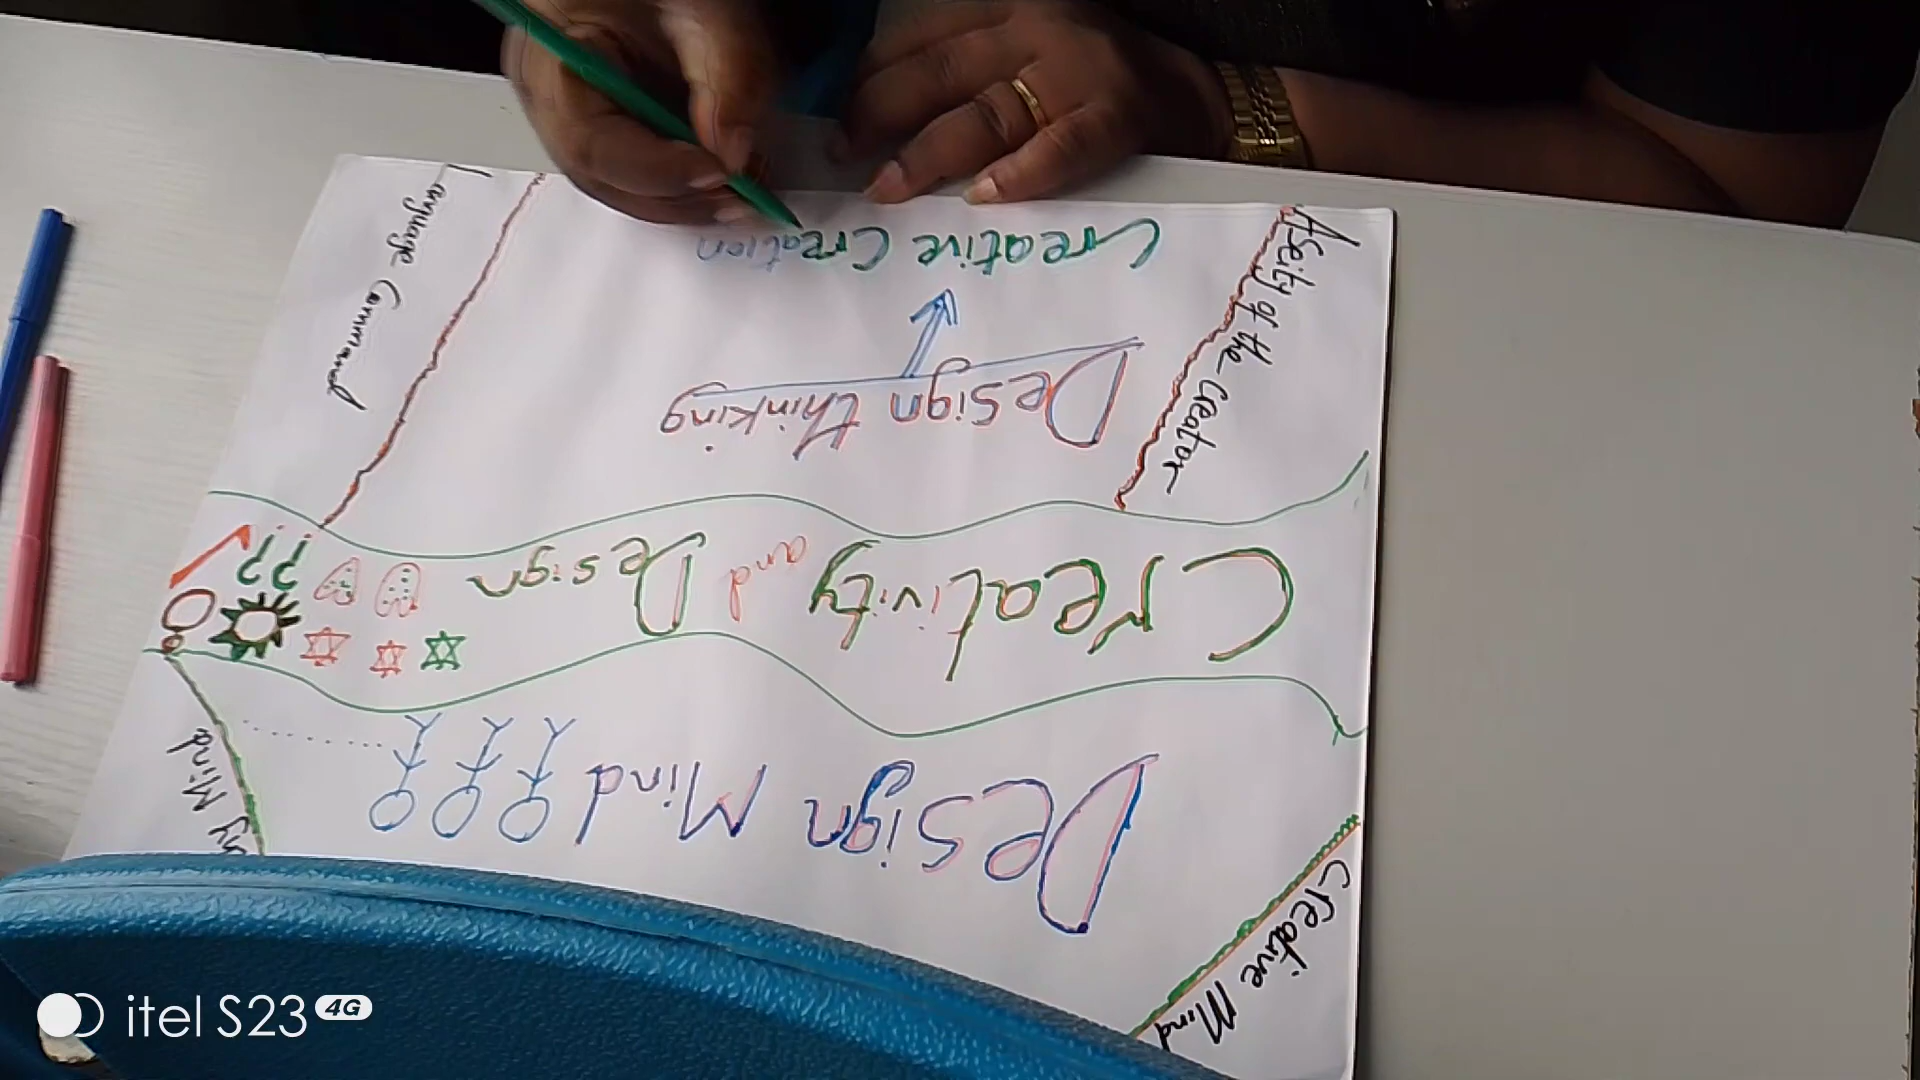 Creative Mind
Design Mind
Creativity and Design
??
Design thinking
Creative Creation
Aseity of the Creator
Language Command
itel S23 4G